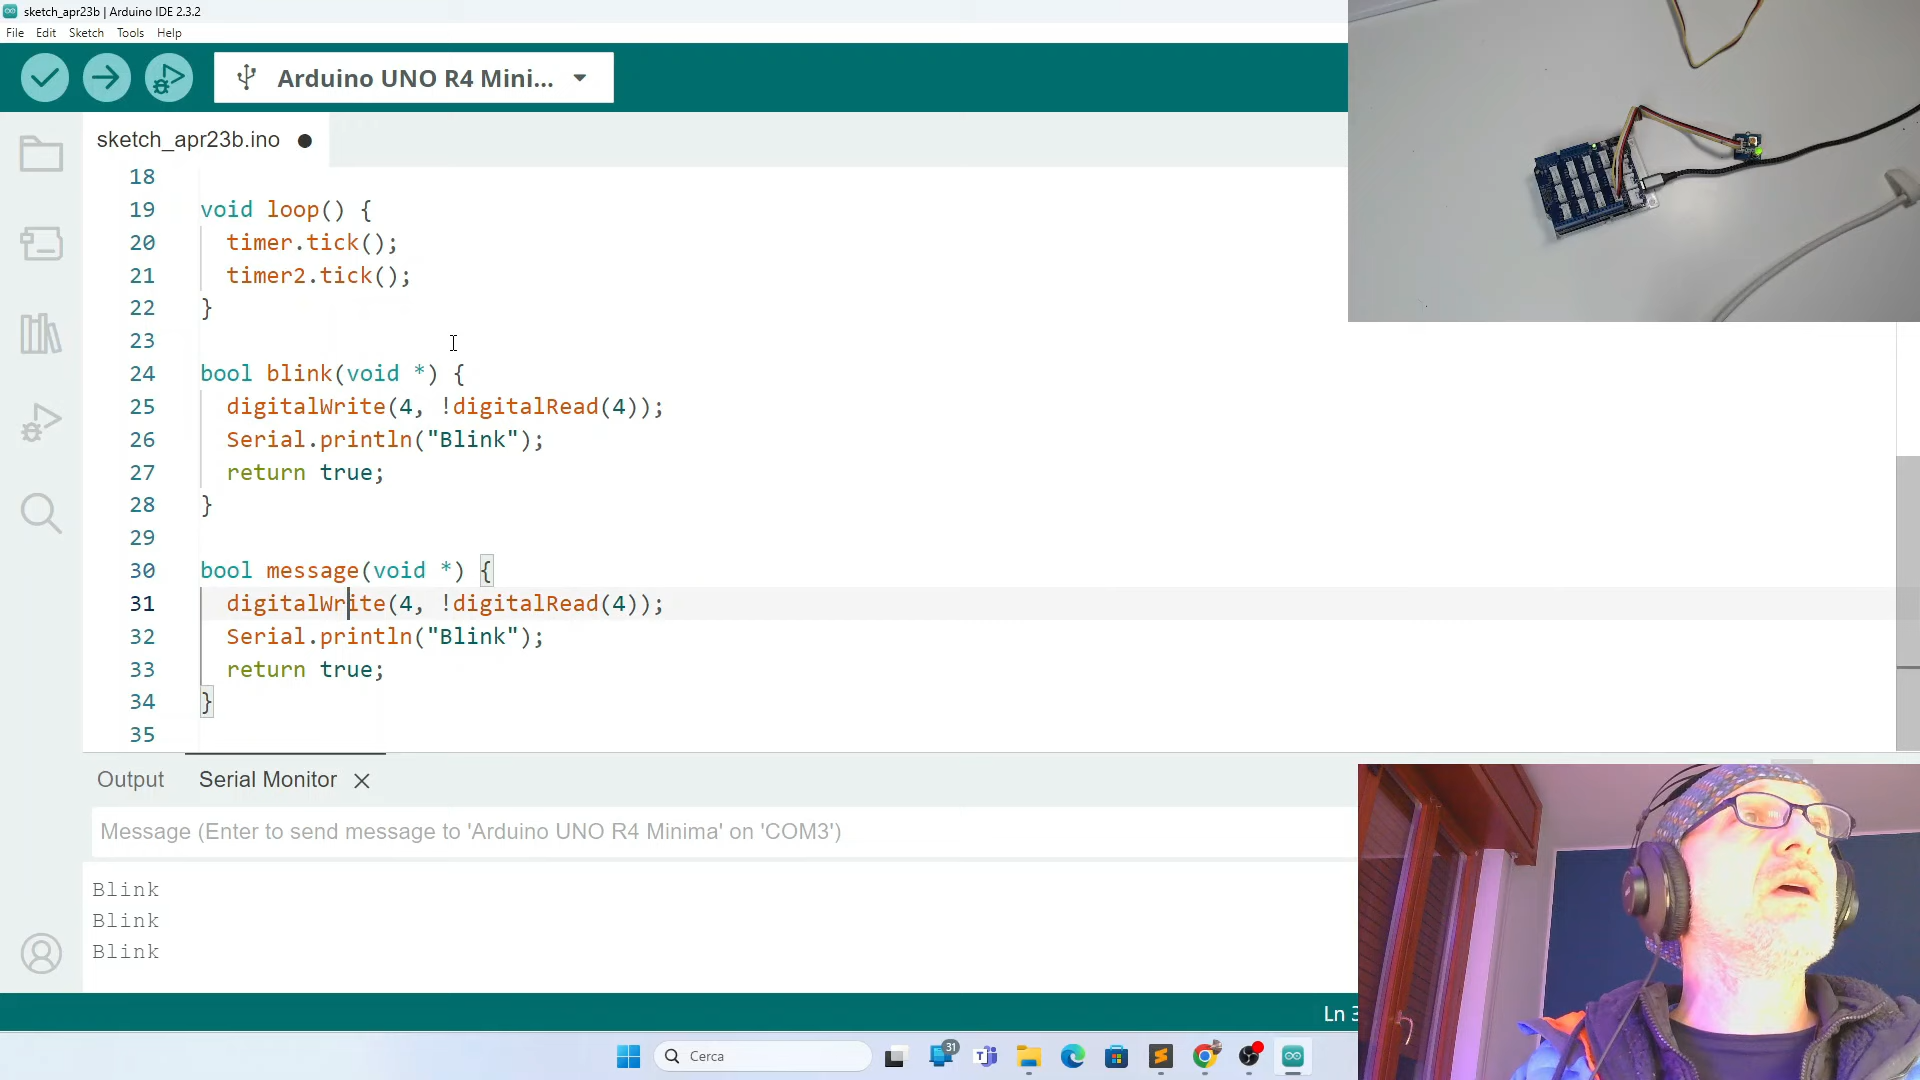 sketch_apr23b | Arduino IDE 2.3.2
File Edit Sketch Tools Help
Arduino UNO R4 Mini...
sketch_apr23b.ino
18
19 void loop() {
20 timer.tick();
21 timer2.tick();
22 }
23
24 bool blink(void *) {
25 digitalWrite(4, !digitalRead(4));
26 Serial.println("Blink");
27 return true;
28 }
29
30 bool message(void *) {
31 digitalWrite(4, !digitalRead(4));
32 Serial.println("Blink");
33 return true;
34 }
35
Output Serial Monitor
Message (Enter to send message to 'Arduino UNO R4 Minima' on 'COM3')
Blink
Blink
Blink
Ln 3
Cerca
31